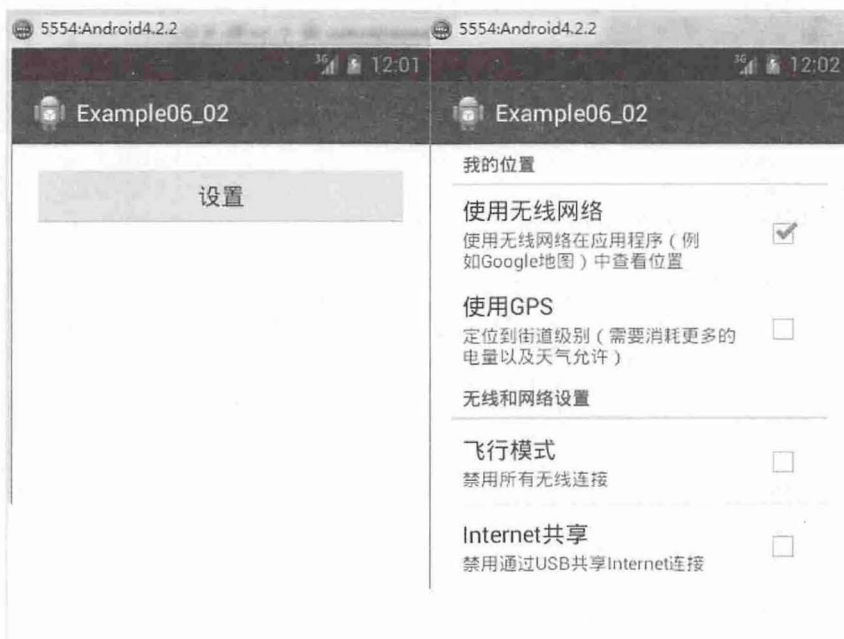 5554:Android4.2.2
3G 12:01
Example06_02
设置
5554:Android4.2.2
3G 12:02
Example06_02
我的位置
使用无线网络
使用无线网络在应用程序（例
如Google地图）中查看位置
使用GPS
定位到街道级别（需要消耗更多的
电量以及天气允许）
无线和网络设置
飞行模式
禁用所有无线连接
Internet共享
禁用通过USB共享Internet连接